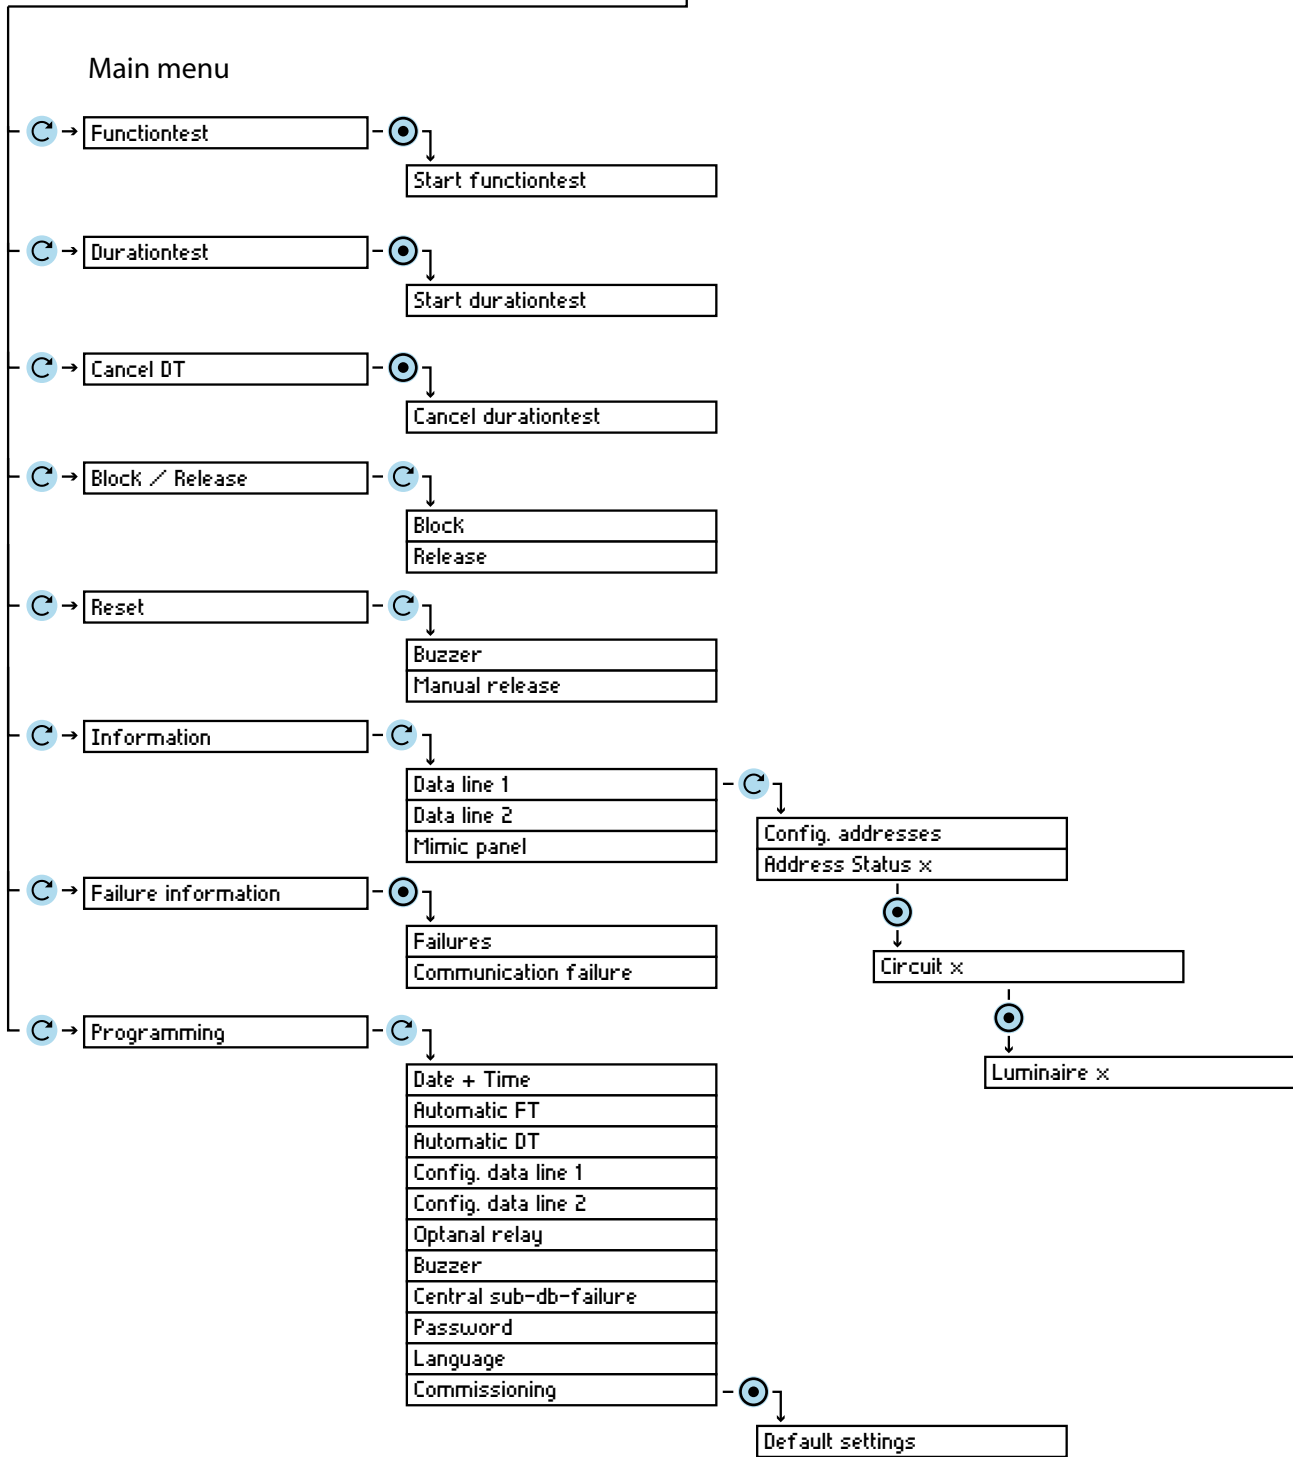 Main menu
Functiontest
Start functiontest
Durationtest
Start durationtest
Cancel DT
Cancel durationtest
Block / Release
Block
Release
Reset
Buzzer
Manual release
Information
Data line 1
Data line 2
Mimic panel
Config. addresses
Address Status x
Failure information
Failures
Communication failure
Circuit x
Programming
Luminaire x
Date + Time
Automatic FT
Automatic DT
Config. data line 1
Config. data line 2
Optanal relay
Buzzer
Central sub-db-failure
Password
Language
Commissioning
Default settings